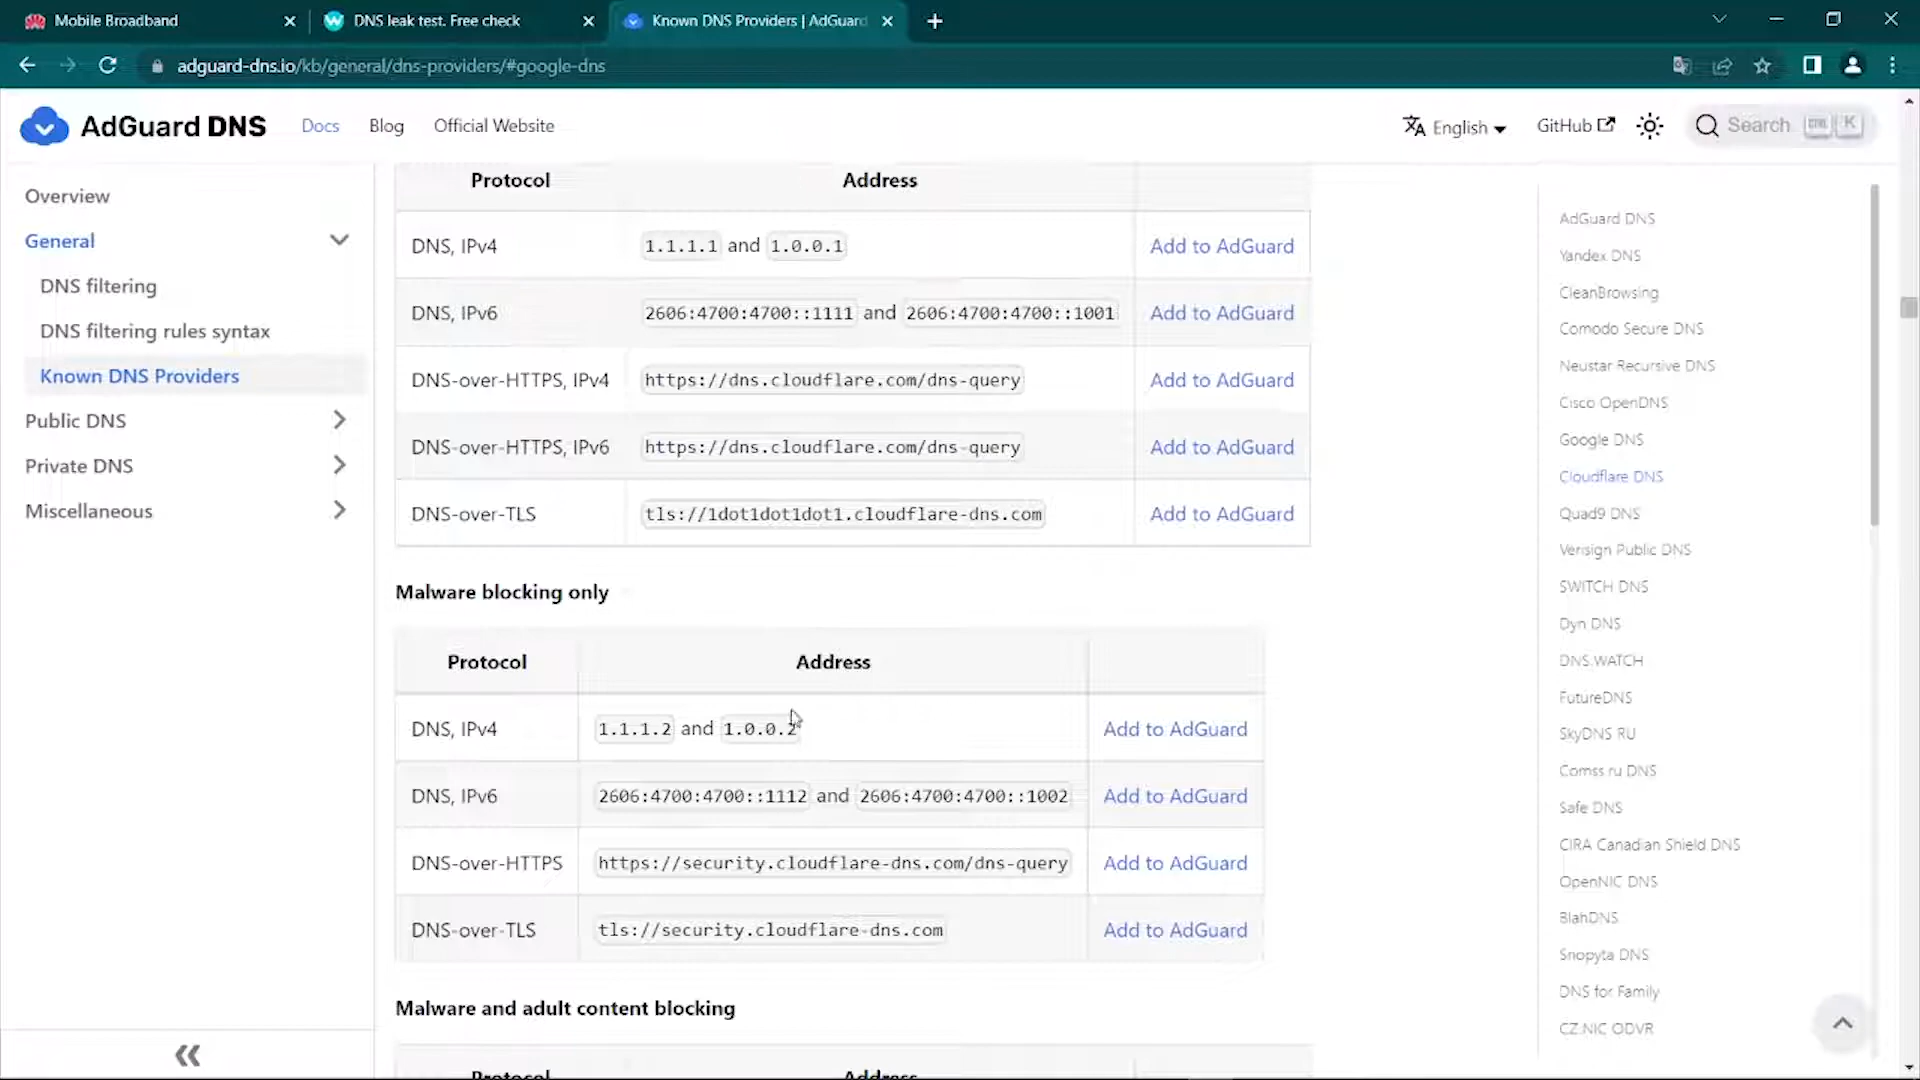 Mobile Broadband
DNS leak test. Free check
Known DNS Providers | AdGuard
adguard-dns.io/kb/general/dns-providers/#google-dns
AdGuard DNS
Docs
Blog
Official Website
English
GitHub
Search
K
Overview
General
DNS filtering
DNS filtering rules syntax
Known DNS Providers
Public DNS
Private DNS
Miscellaneous
Protocol Address
DNS, IPv4 1.1.1.1 and 1.0.0.1 Add to AdGuard
DNS, IPv6 2606:4700:4700::1111 and 2606:4700:4700::1001 Add to AdGuard
DNS-over-HTTPS, IPv4 https://dns.cloudflare.com/dns-query Add to AdGuard
DNS-over-HTTPS, IPv6 https://dns.cloudflare.com/dns-query Add to AdGuard
DNS-over-TLS tls://1dot1dot1dot1.cloudflare-dns.com Add to AdGuard
Malware blocking only
Protocol Address
DNS, IPv4 1.1.1.2 and 1.0.0.2 Add to AdGuard
DNS, IPv6 2606:4700:4700::1112 and 2606:4700:4700::1002 Add to AdGuard
DNS-over-HTTPS https://security.cloudflare-dns.com/dns-query Add to AdGuard
DNS-over-TLS tls://security.cloudflare-dns.com Add to AdGuard
Malware and adult content blocking
Protocol Address
AdGuard DNS
Yandex DNS
CleanBrowsing
Comodo Secure DNS
Neustar Recursive DNS
Cisco OpenDNS
Google DNS
Cloudflare DNS
Quad9 DNS
Verisign Public DNS
SWITCH DNS
Dyn DNS
DNS.WATCH
FutureDNS
SkyDNS RU
Comss.ru DNS
Safe DNS
CIRA Canadian Shield DNS
OpenNIC DNS
BlahDNS
Snopyta DNS
DNS for Family
CZ.NIC ODVR